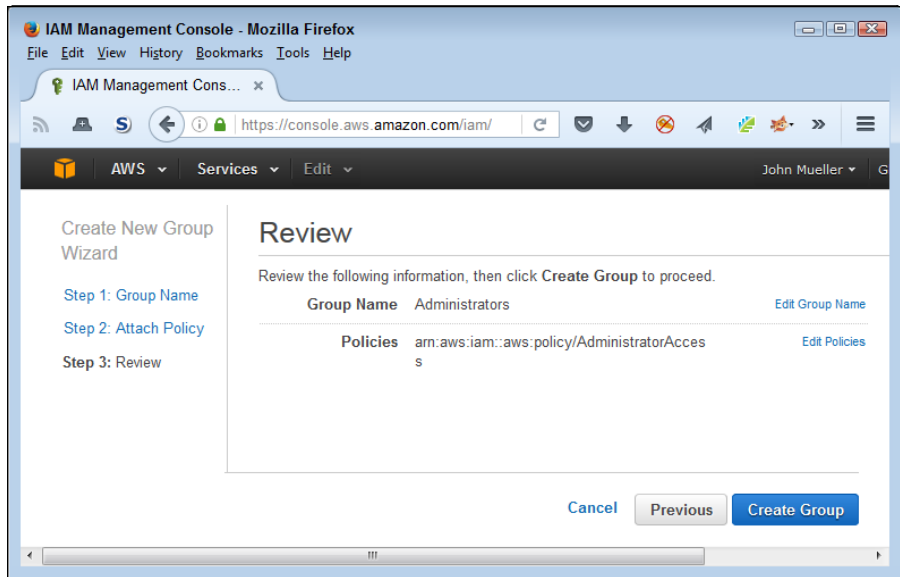 IAM Management Console - Mozilla Firefox
File Edit View History Bookmarks Tools Help
IAM Management Cons... ×
S) https://console.aws.amazon.com/iam/
AWS Services Edit John Mueller G
Create New Group
Wizard
Review
Review the following information, then click Create Group to proceed.
Step 1: Group Name
Group Name Administrators Edit Group Name
Step 2: Attach Policy
Policies arn:aws:iam::aws:policy/AdministratorAcces
s
Edit Policies
Step 3: Review
Cancel Previous Create Group